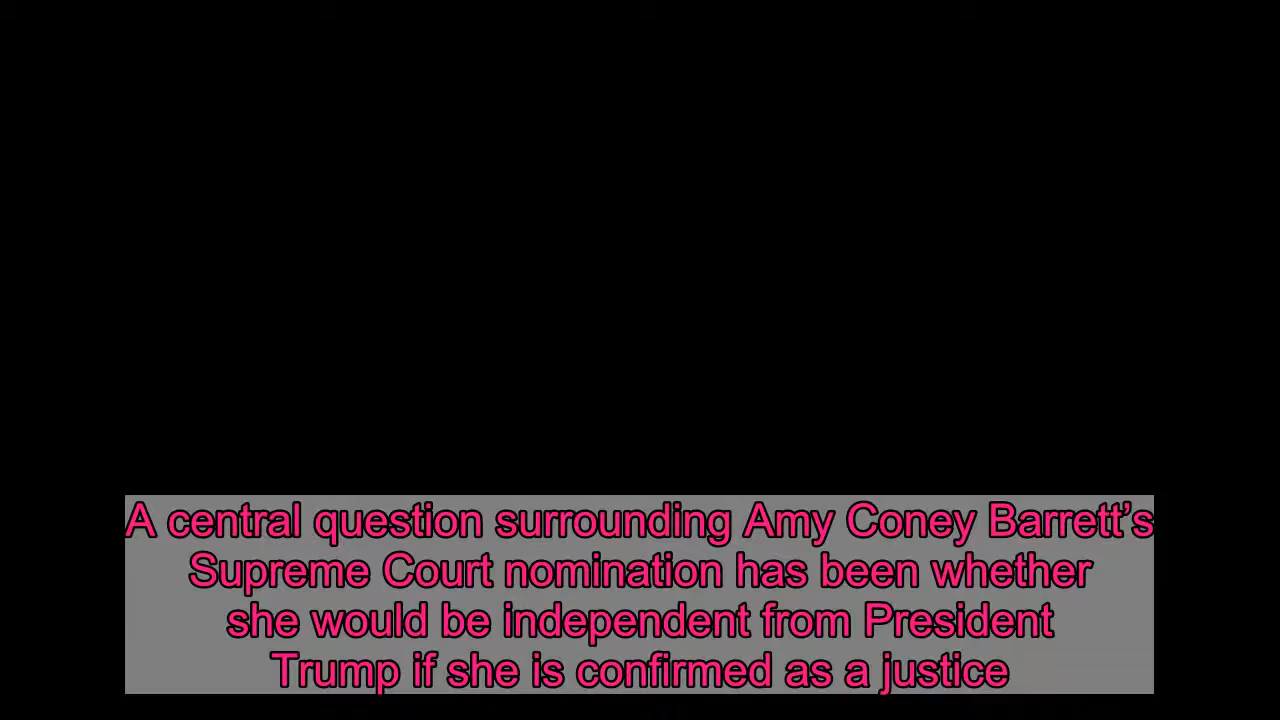 A central question surrounding Amy Coney Barrett’s
Supreme Court nomination has been whether
she would be independent from President
Trump if she is confirmed as a justice